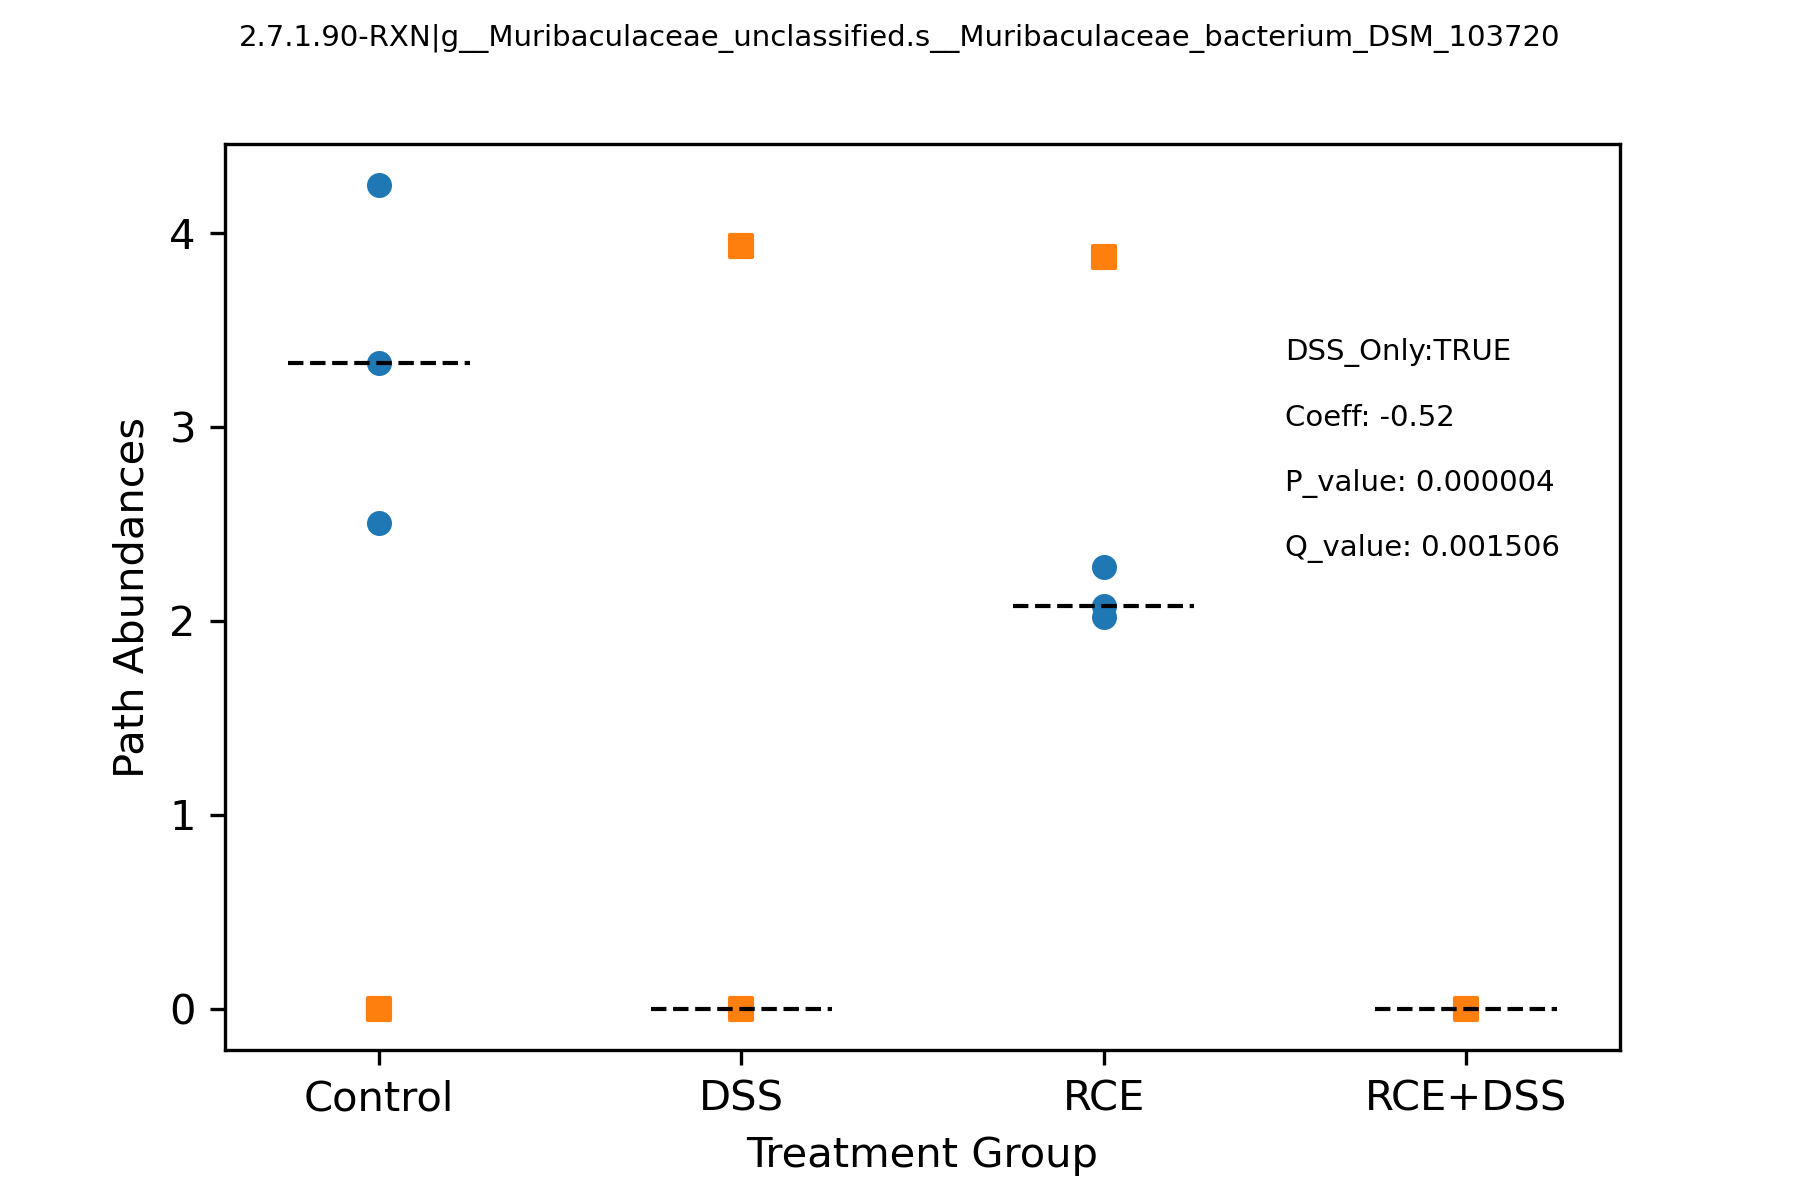 2.7.1.90-RXN|g__Muribaculaceae_unclassified.s__Muribaculaceae_bacterium_DSM_103720
4
3
2
1
0
Path Abundances
DSS_Only:TRUE
Coeff: -0.52
P_value: 0.000004
Q_value: 0.001506
Control
DSS
RCE
RCE+DSS
Treatment Group